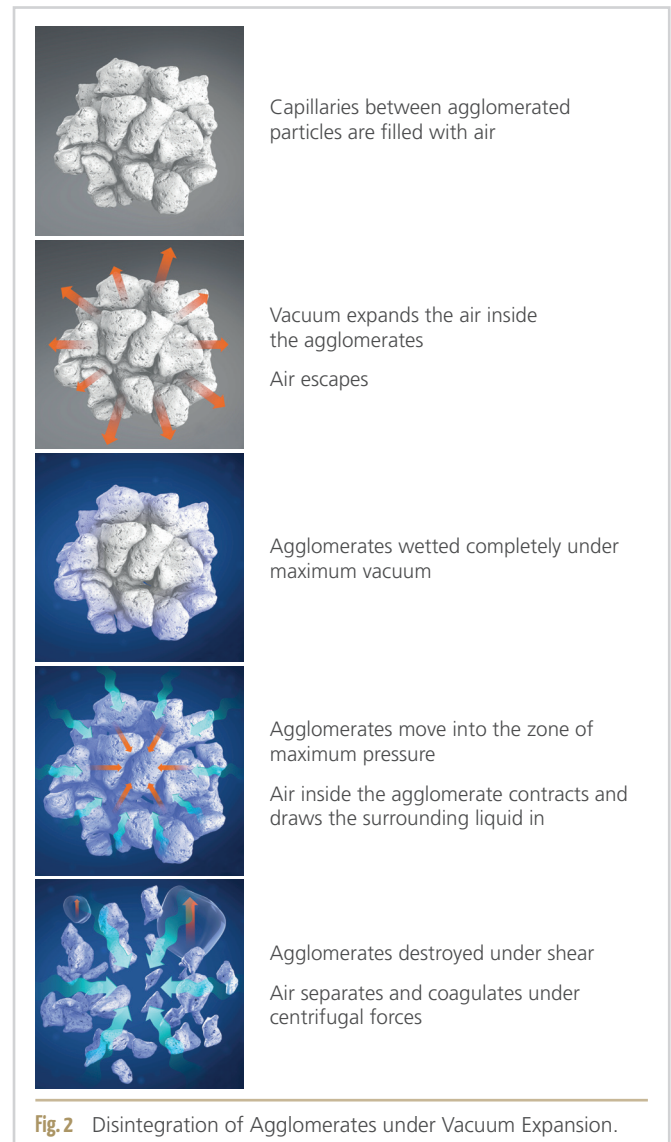 Capillaries between agglomerated
particles are filled with air
Vacuum expands the air inside
the agglomerates
Air escapes
Agglomerates wetted completely under
maximum vacuum
Agglomerates move into the zone of
maximum pressure
Air inside the agglomerate contracts and
draws the surrounding liquid in
Agglomerates destroyed under shear
Air separates and coagulates under
centrifugal forces
Fig. 2 Disintegration of Agglomerates under Vacuum Expansion.